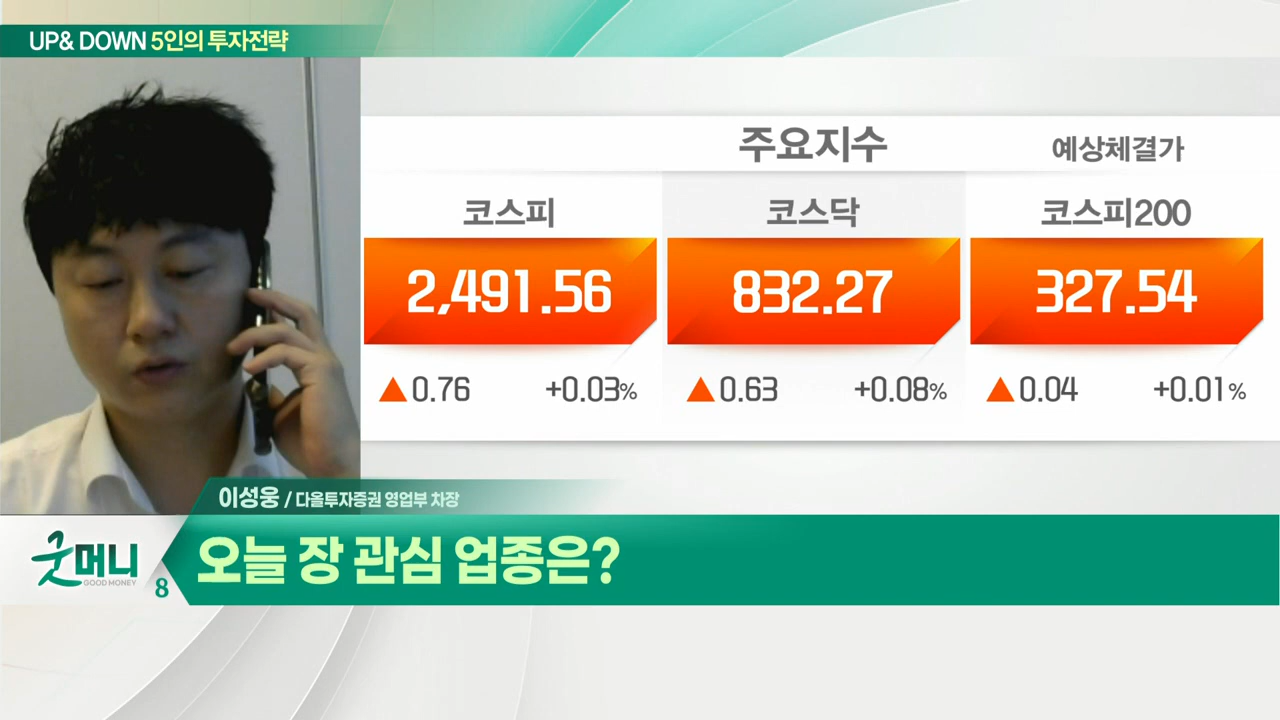 UP& DOWN 5인의 투자전략
주요지수
예상체결가
코스피
코스닥
코스피200
2,491.56
832.27
327.54
▲0.76 +0.03%
▲0.63 +0.08%
▲0.04 +0.01%
이성웅 / 다올투자증권 영업부 차장
굿머니
GOOD MONEY
8
오늘 장 관심 업종은?